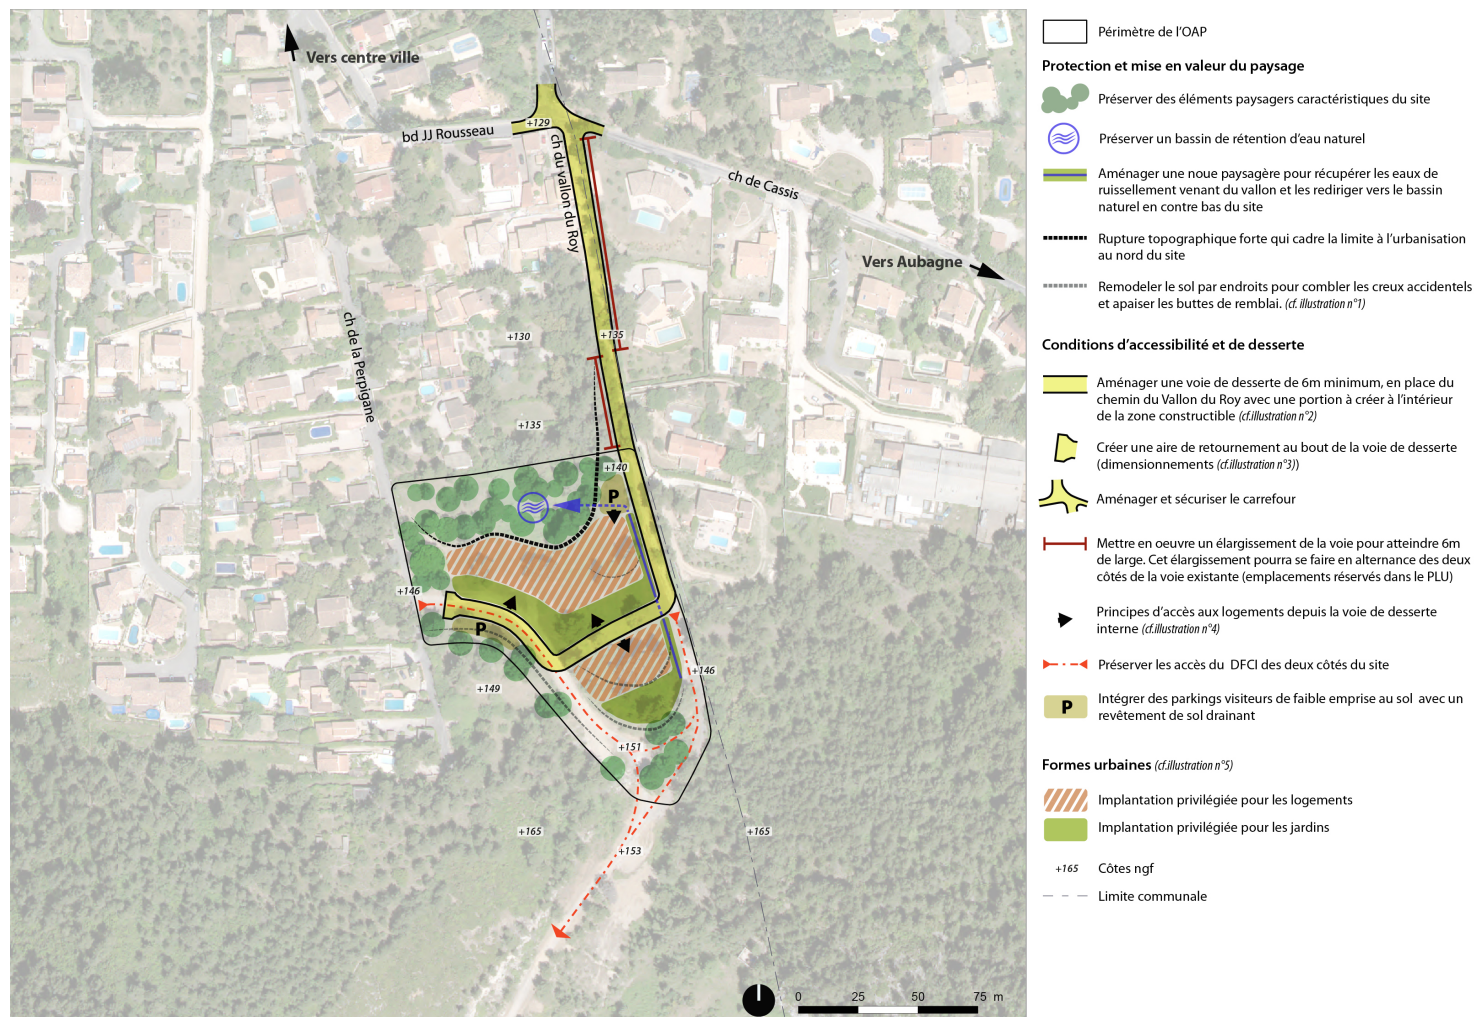 Vers centre ville
+129
bd JJ Rousseau
ch du vallon du Roy
ch de Cassis
Vers Aubagne
ch de la Perpigane
+130
+135
+135
+140
P
+146
P
+149
+146
+151
+165
+165
+153
0 25 50 75 m
Périmètre de l’OAP
Protection et mise en valeur du paysage
Préserver des éléments paysagers caractéristiques du site
Préserver un bassin de rétention d’eau naturel
Aménager une noue paysagère pour récupérer les eaux de
ruissellement venant du vallon et les rediriger vers le bassin
naturel en contre bas du site
Rupture topographique forte qui cadre la limite à l’urbanisation
au nord du site
Remodeler le sol par endroits pour combler les creux accidentels
et apaiser les buttes de remblai. (cf. illustration n°1)
Conditions d’accessibilité et de desserte
Aménager une voie de desserte de 6m minimum, en place du
chemin du Vallon du Roy avec une portion à créer à l’intérieur
de la zone constructible (cf.illustration n°2)
Créer une aire de retournement au bout de la voie de desserte
(dimensionnements (cf.illustration n°3))
Aménager et sécuriser le carrefour
Mettre en oeuvre un élargissement de la voie pour atteindre 6m
de large. Cet élargissement pourra se faire en alternance des deux
côtés de la voie existante (emplacements réservés dans le PLU)
Principes d’accès aux logements depuis la voie de desserte
interne (cf.illustration n°4)
Préserver les accès du DFCI des deux côtés du site
P
Intégrer des parkings visiteurs de faible emprise au sol avec un
revêtement de sol drainant
Formes urbaines (cf.illustration n°5)
Implantation privilégiée pour les logements
Implantation privilégiée pour les jardins
+165 Côtes ngf
Limite communale